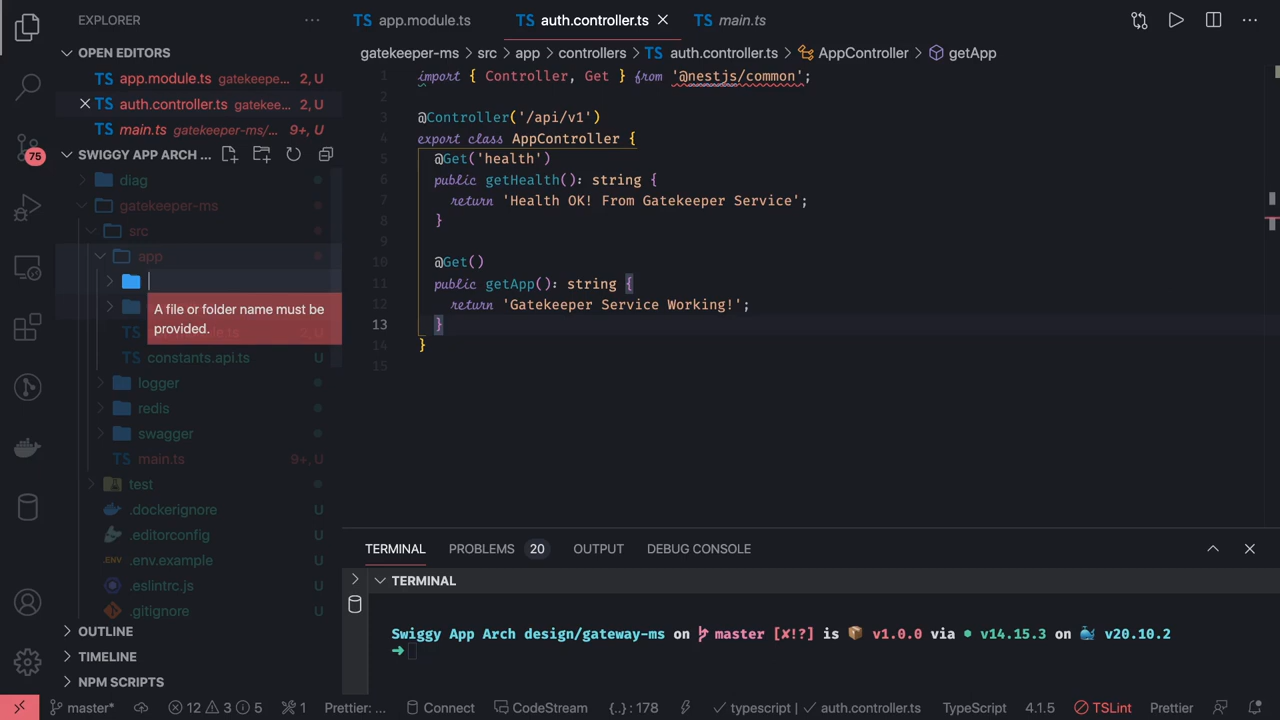 EXPLORER
OPEN EDITORS
TS app.module.ts gatekeepe... 2, U
TS auth.controller.ts gatekee... 2, U
TS main.ts gatekeeper-ms/... 9+, U
75
SWIGGY APP ARCH ...
diag
gatekeeper-ms
src
app
A file or folder name must be
provided.
TS constants.api.ts U
logger
redis
swagger
TS main.ts 9+, U
test
.dockerignore U
.editorconfig U
.ENV .env.example U
.eslintrc.js U
.gitignore U
OUTLINE
TIMELINE
NPM SCRIPTS
TS app.module.ts TS auth.controller.ts TS main.ts
gatekeeper-ms src app controllers TS auth.controller.ts AppController getApp
1 import { Controller, Get } from '@nestjs/common';
2
3 @Controller('/api/v1')
4 export class AppController {
5 @Get('health')
6 public getHealth(): string {
7 return 'Health OK! From Gatekeeper Service';
8 }
9
10 @Get()
11 public getApp(): string {
12 return 'Gatekeeper Service Working!';
13 }
14 }
15
TERMINAL PROBLEMS 20 OUTPUT DEBUG CONSOLE
TERMINAL
Swiggy App Arch design/gateway-ms on master [✘!?] is 📦 v1.0.0 via v14.15.3 on 🐳 v20.10.2
➜
master* 12 3 5 1 Prettier: ... Connect CodeStream {..} : 178 typescript | auth.controller.ts TypeScript 4.1.5 TSLint Prettier